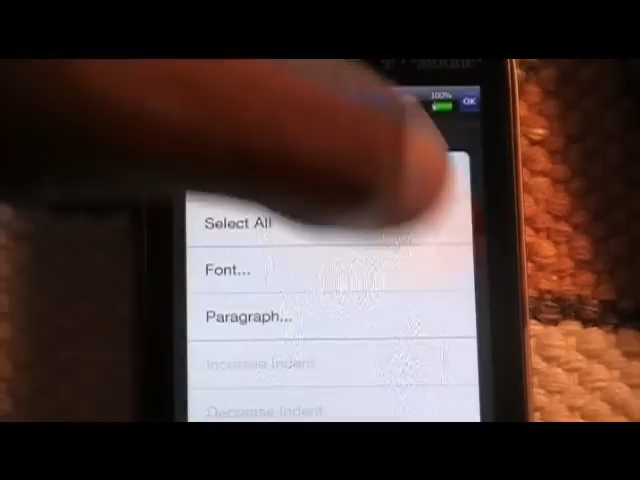 100%
OK
Select All
Font...
Paragraph...
Increase Indent
Decrease Indent